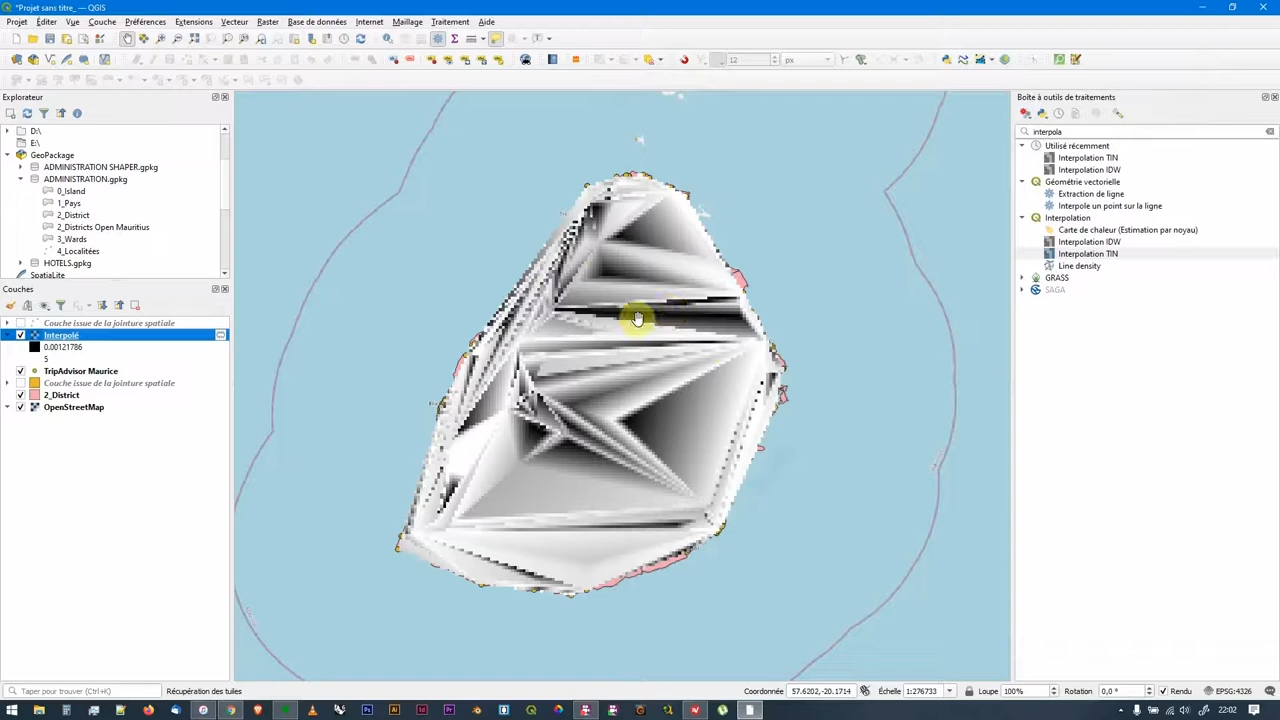 *Projet sans titre_ — QGIS
Projet Éditer Vue Couche Préférences Extensions Vecteur Raster Base de données Internet Maillage Traitement Aide
12 px
Explorateur
D:\
E:\
GeoPackage
ADMINISTRATION SHAPER.gpkg
ADMINISTRATION.gpkg
0_Island
1_Pays
2_District
2_Districts Open Mauritius
3_Wards
4_Localitées
HOTELS.gpkg
SpatiaLite
Couches
Couche issue de la jointure spatiale
Interpolé
0.00121786
5
TripAdvisor Maurice
Couche issue de la jointure spatiale
2_District
OpenStreetMap
Boîte à outils de traitements
interpola
Utilisé récemment
Interpolation TIN
Interpolation IDW
Géométrie vectorielle
Extraction de ligne
Interpole un point sur la ligne
Interpolation
Carte de chaleur (Estimation par noyau)
Interpolation IDW
Interpolation TIN
Line density
GRASS
SAGA
Taper pour trouver (Ctrl+K) Récupération des tuiles Coordonnée 57.6202,-20.1714 Échelle 1:276733 Loupe 100% Rotation 0,0 ° Rendu EPSG:4326
22:02